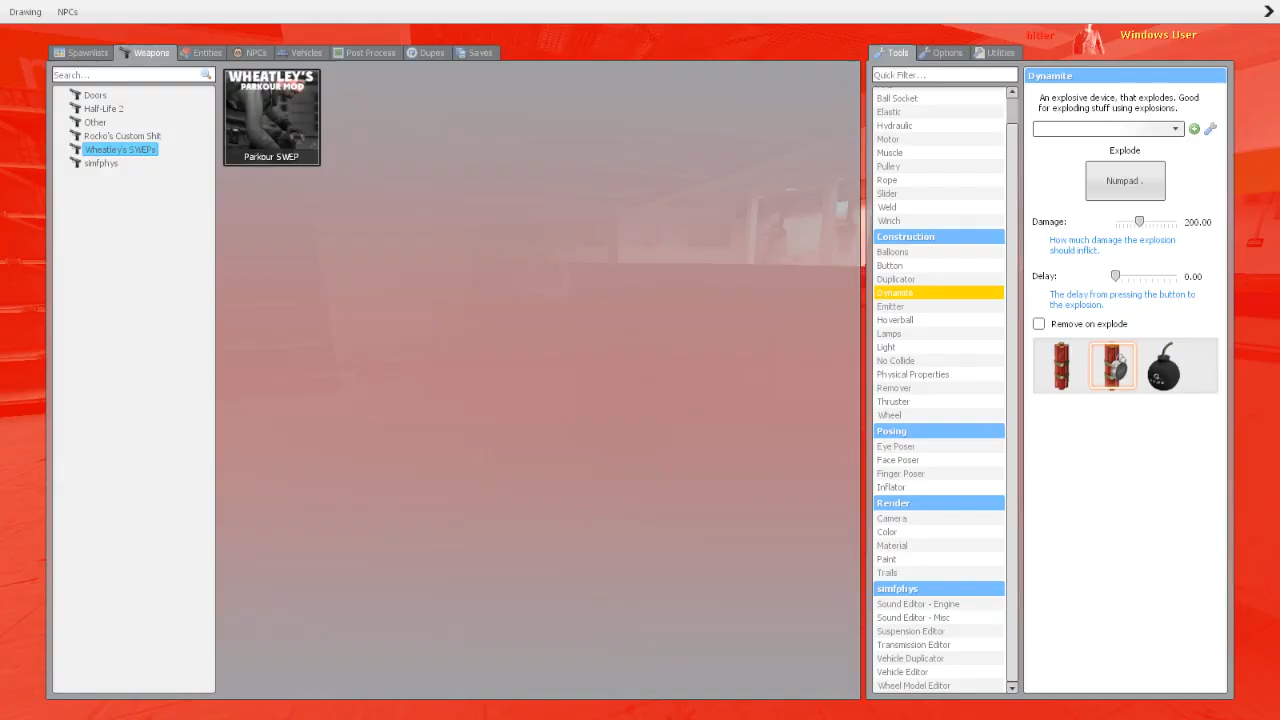 Drawing NPCs
hitler Windows User
Spawnlists Weapons Entities NPCs Vehicles Post Process Dupes Saves
Search...
Doors
Half-Life 2
Other
Rocko's Custom Shit
Wheatley's SWEPs
simfphys
WHEATLEY'S
PARKOUR MOD
Parkour SWEP
Tools Options Utilities
Quick Filter...
Ball Socket
Elastic
Hydraulic
Motor
Muscle
Pulley
Rope
Slider
Weld
Winch
Construction
Balloons
Button
Duplicator
Dynamite
Emitter
Hoverball
Lamps
Light
No Collide
Physical Properties
Remover
Thruster
Wheel
Posing
Eye Poser
Face Poser
Finger Poser
Inflator
Render
Camera
Color
Material
Paint
Trails
simfphys
Sound Editor - Engine
Sound Editor - Misc
Suspension Editor
Transmission Editor
Vehicle Duplicator
Vehicle Editor
Wheel Model Editor
Dynamite
An explosive device, that explodes. Good
for exploding stuff using explosions.
Explode
Numpad .
Damage: 200.00
How much damage the explosion
should inflict.
Delay: 0.00
The delay from pressing the button to
the explosion.
Remove on explode